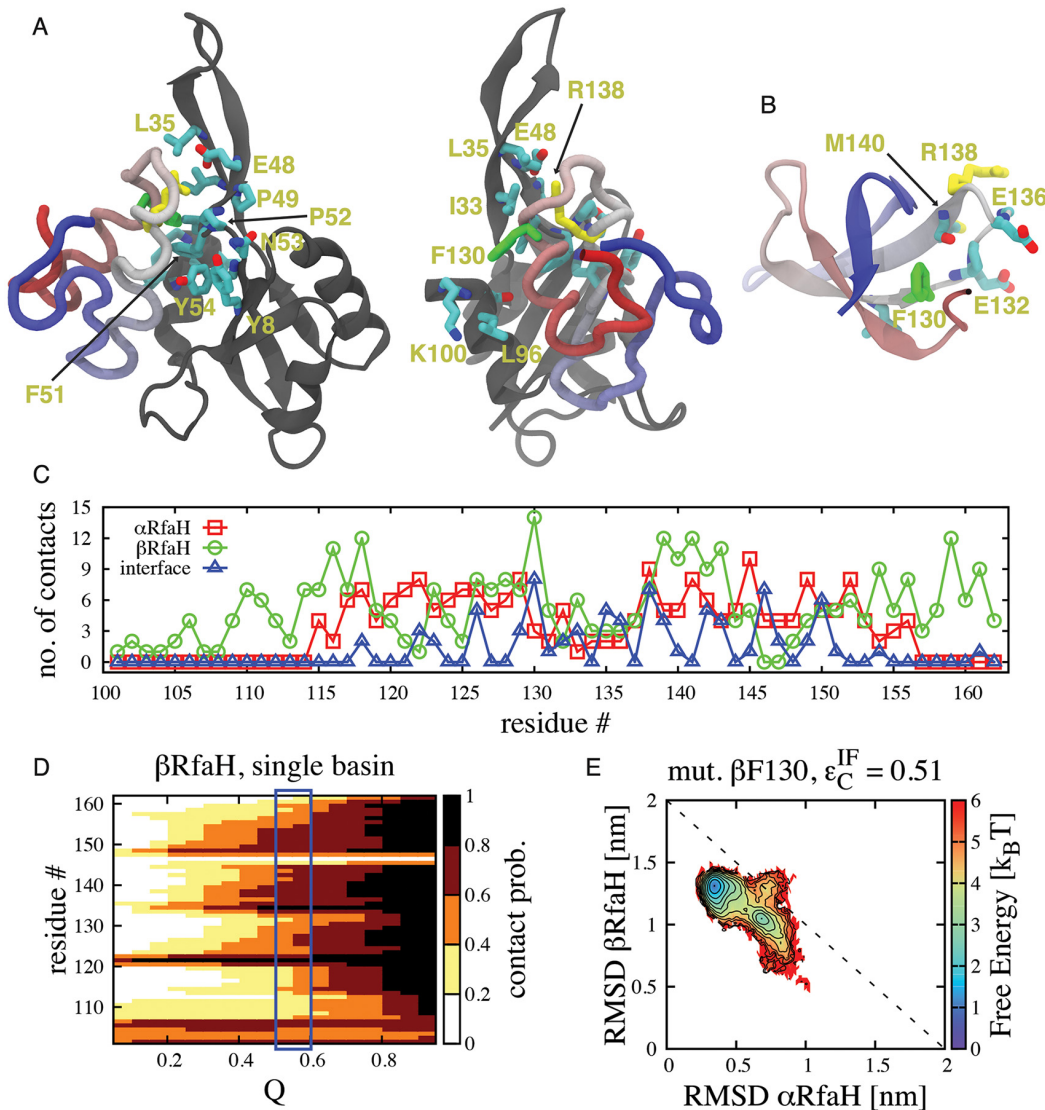 A
L35
E48
P49
P52
N53
Y54
Y8
F51
R138
E48
L35
I33
F130
K100
L96
B
M140
R138
E136
E132
F130
C
no. of contacts
15
12
9
6
3
0
αRfaH
βRfaH
interface
100 105 110 115 120 125 130 135 140 145 150 155 160
residue #
D
βRfaH, single basin
residue #
160
150
140
130
120
110
0.2 0.4 0.6 0.8
Q
1
0.8
0.6
0.4
0.2
0
contact prob.
E
mut. βF130, ε_C^IF = 0.51
RMSD βRfaH [nm]
2
1.5
1
0.5
0
0 0.5 1 1.5 2
RMSD αRfaH [nm]
6
5
4
3
2
1
0
Free Energy [k_BT]